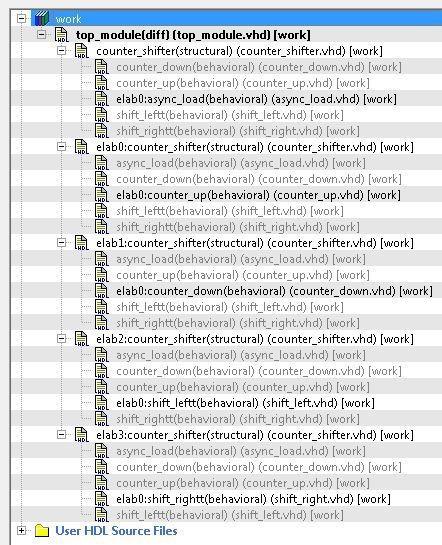 work
top_module(diff) (top_module.vhd) [work]
counter_shifter(structural) (counter_shifter.vhd) [work]
counter_down(behavioral) (counter_down.vhd) [work]
counter_up(behavioral) (counter_up.vhd) [work]
elab0:async_load(behavioral) (async_load.vhd) [work]
shift_leftt(behavioral) (shift_left.vhd) [work]
shift_rightt(behavioral) (shift_right.vhd) [work]
elab0:counter_shifter(structural) (counter_shifter.vhd) [work]
async_load(behavioral) (async_load.vhd) [work]
counter_down(behavioral) (counter_down.vhd) [work]
elab0:counter_up(behavioral) (counter_up.vhd) [work]
shift_leftt(behavioral) (shift_left.vhd) [work]
shift_rightt(behavioral) (shift_right.vhd) [work]
elab1:counter_shifter(structural) (counter_shifter.vhd) [work]
async_load(behavioral) (async_load.vhd) [work]
counter_up(behavioral) (counter_up.vhd) [work]
elab0:counter_down(behavioral) (counter_down.vhd) [work]
shift_leftt(behavioral) (shift_left.vhd) [work]
shift_rightt(behavioral) (shift_right.vhd) [work]
elab2:counter_shifter(structural) (counter_shifter.vhd) [work]
async_load(behavioral) (async_load.vhd) [work]
counter_down(behavioral) (counter_down.vhd) [work]
counter_up(behavioral) (counter_up.vhd) [work]
elab0:shift_leftt(behavioral) (shift_left.vhd) [work]
shift_rightt(behavioral) (shift_right.vhd) [work]
elab3:counter_shifter(structural) (counter_shifter.vhd) [work]
async_load(behavioral) (async_load.vhd) [work]
counter_down(behavioral) (counter_down.vhd) [work]
counter_up(behavioral) (counter_up.vhd) [work]
elab0:shift_rightt(behavioral) (shift_right.vhd) [work]
shift_leftt(behavioral) (shift_left.vhd) [work]
User HDL Source Files